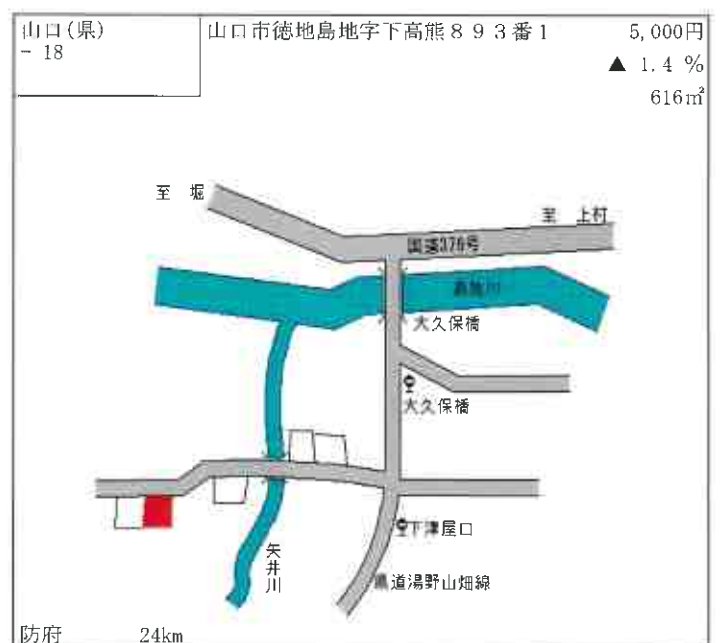 山口(県)
- 18
山口市徳地島地字下高熊８９３番１
5,000円
▲ 1.4 %
616㎡
至 堀
至 上村
国道376号
島地川
大久保橋
大久保橋
下津屋口
矢井川
県道湯野山畑線
防府 24km